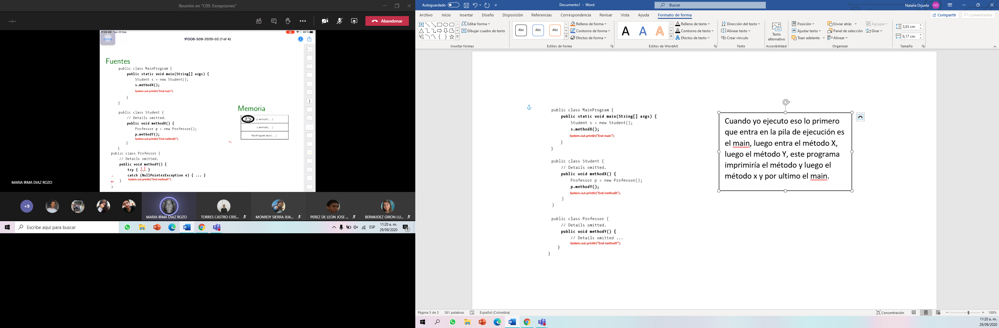 Reunión en "C09. Excepciones"
--:--
Abandonar
11:20 AM Tue 29 Sep
80 %
Done
!POOB-S09-2020-02 (1 of 4)
Fuentes
public class MainProgram {
public static void main(String[] args) {
Student s = new Student();
s.methodX();
System.out.println("End main");
}
}
public class Student {
// Details omitted.
public void methodX() {
Professor p = new Professor();
p.methodY();
System.out.println("End methodX");
}
}
public class Professor {
// Details omitted.
public void methodY() {
try { ... }
catch (NullPointerException e) { ... }
System.out.println("End methodY");
}
Memoria
p.methodY(...)
s.methodX(...)
MainProgram.main(...)
MARIA IRMA DIAZ ROZO
+9
MARIA IRMA DIAZ ROZO
TORRES CASTRO CRIS...
MONROY SIERRA JUA...
PEREZ DE LEON JOSE ...
BERMUDEZ GIRON LU...
Escribe aquí para buscar
ESP
11:20 a. m.
29/09/2020
1
Autoguardado
Documento1 - Word
Buscar
Natalia Orjuela
NO
Archivo Inicio Insertar Diseño Disposición Referencias Correspondencia Revisar Vista Ayuda Formato de forma
Compartir
Comentarios
Editar forma
Dibujar cuadro de texto
Insertar formas
Abc Abc Abc
Relleno de forma
Contorno de forma
Efectos de forma
Estilos de forma
A A A
Relleno de texto
Contorno de texto
Efectos de texto
Estilos de WordArt
Dirección del texto
Alinear texto
Crear vínculo
Texto
Texto
alternativo
Accesibilidad
Posición
Ajustar texto
Traer adelante
Enviar atrás
Panel de selección
Alinear
Agrupar
Girar
Organizar
3,63 cm
6,17 cm
Tamaño
public class MainProgram {
public static void main(String[] args) {
Student s = new Student();
s.methodX();
System.out.println("End main");
}
}
public class Student {
// Details omitted.
public void methodX() {
Professor p = new Professor();
p.methodY();
System.out.println("End methodX");
}
}
public class Professor {
// Details omitted.
public void methodY() {
// Details omitted ...
System.out.println("End methodY");
}
}
Cuando yo ejecuto eso lo primero
que entra en la pila de ejecución es
el main, luego entra el método X,
luego el método Y, este programa
imprimiría el método y luego el
método x y por ultimo el main.
Página 5 de 5
361 palabras
Español (Colombia)
Concentración
188%
11:20 a. m.
29/09/2020